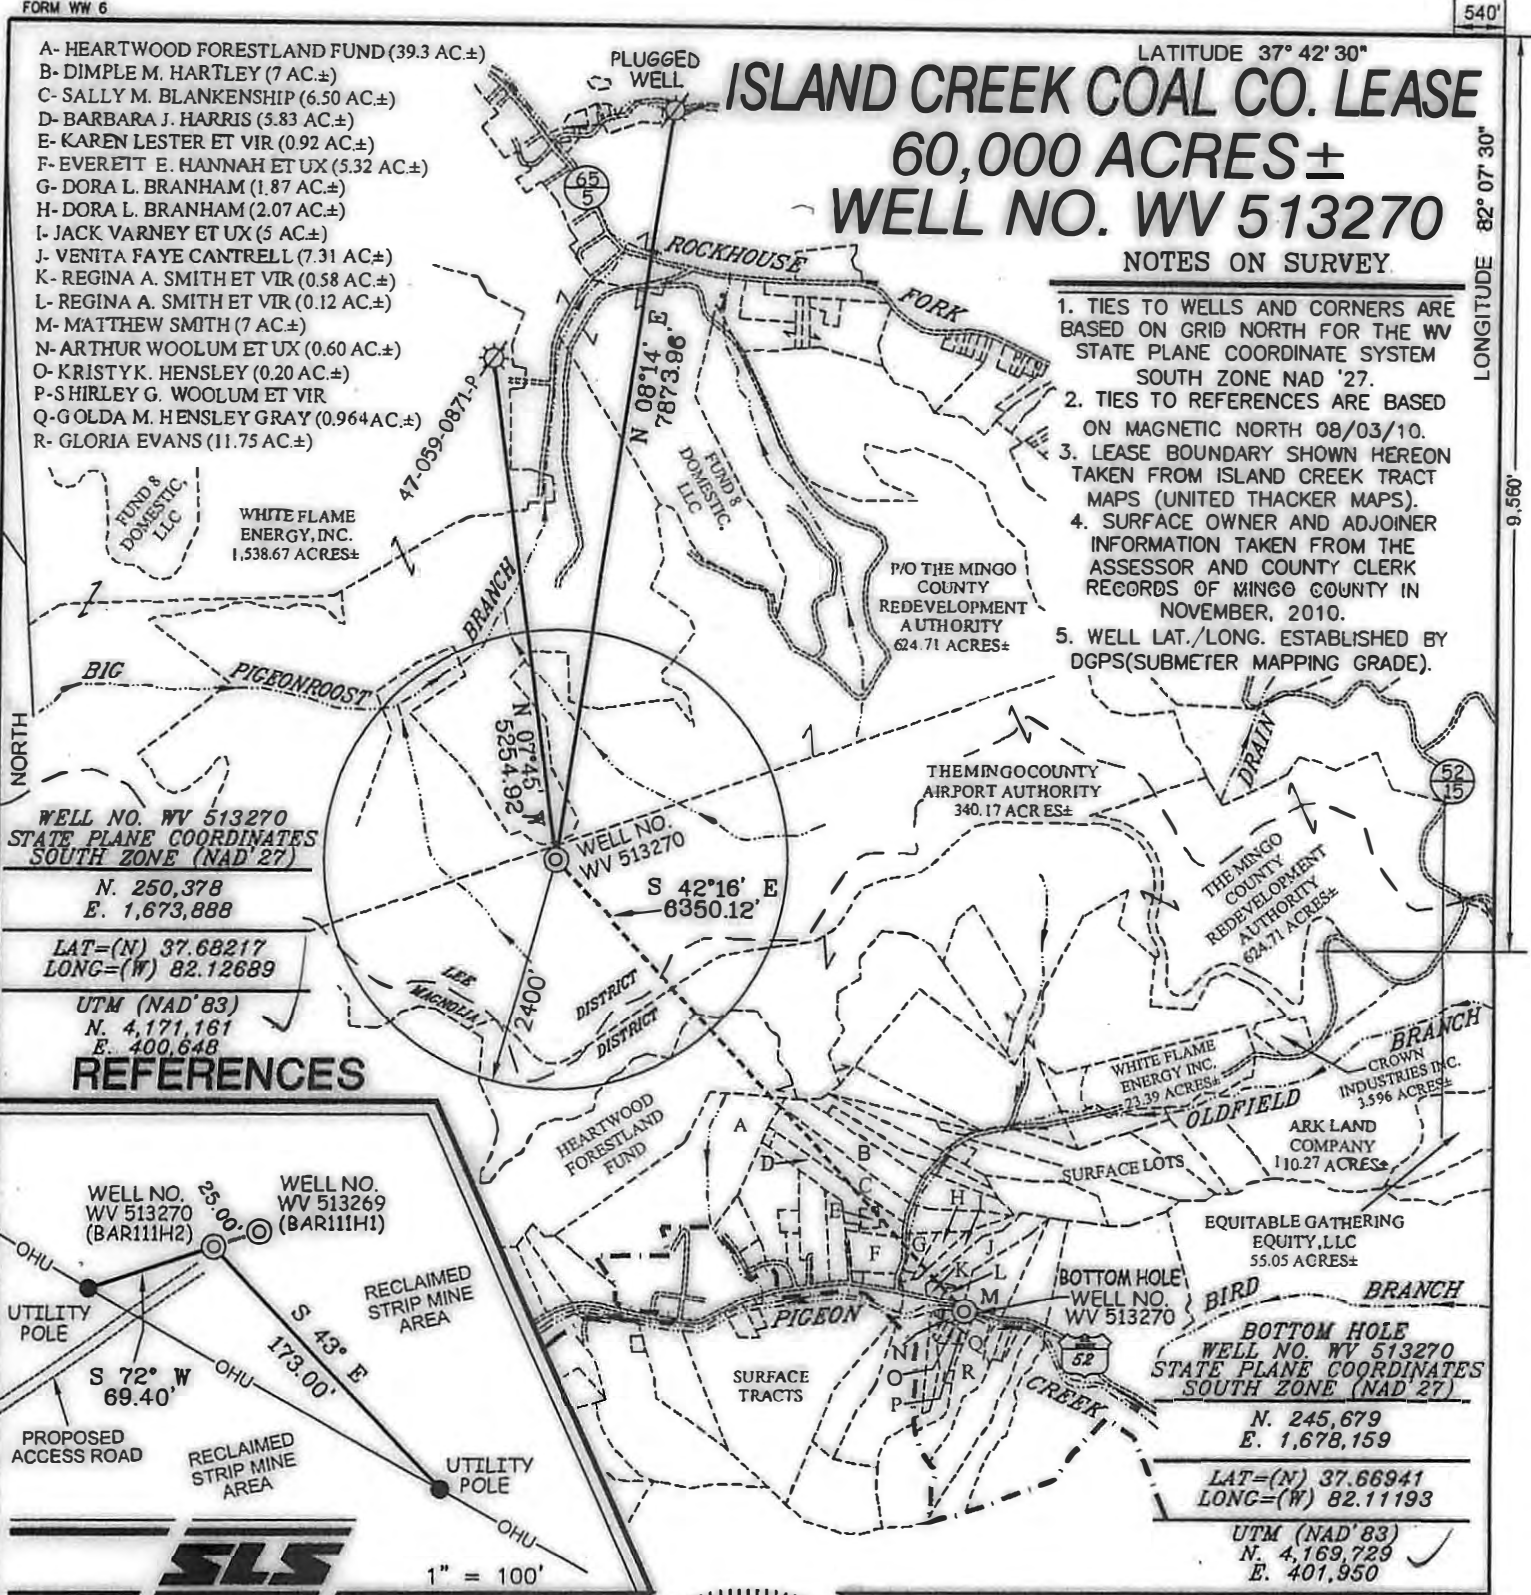 FORM WW 6
540'
A- HEARTWOOD FORESTLAND FUND (39.3 AC.±)
B- DIMPLE M. HARTLEY (7 AC.±)
C- SALLY M. BLANKENSHIP (6.50 AC.±)
D- BARBARA J. HARRIS (5.83 AC.±)
E- KAREN LESTER ET VIR (0.92 AC.±)
F- EVERETT E. HANNAH ET UX (5.32 AC.±)
G- DORA L. BRANHAM (1.87 AC.±)
H- DORA L. BRANHAM (2.07 AC.±)
I- JACK VARNEY ET UX (5 AC.±)
J- VENITA FAYE CANTRELL (7.31 AC.±)
K- REGINA A. SMITH ET VIR (0.58 AC.±)
L- REGINA A. SMITH ET VIR (0.12 AC.±)
M- MATTHEW SMITH (7 AC.±)
N- ARTHUR WOOLUM ET UX (0.60 AC.±)
O- KRISTY K. HENSLEY (0.20 AC.±)
P- SHIRLEY G. WOOLUM ET VIR
Q- GOLDA M. HENSLEY GRAY (0.964 AC.±)
R- GLORIA EVANS (11.75 AC.±)
PLUGGED
WELL
LATITUDE 37° 42' 30"
ISLAND CREEK COAL CO. LEASE
60,000 ACRES±
WELL NO. WV 513270
NOTES ON SURVEY
1. TIES TO WELLS AND CORNERS ARE
BASED ON GRID NORTH FOR THE WV
STATE PLANE COORDINATE SYSTEM
SOUTH ZONE NAD '27.
2. TIES TO REFERENCES ARE BASED
ON MAGNETIC NORTH 08/03/10.
3. LEASE BOUNDARY SHOWN HEREON
TAKEN FROM ISLAND CREEK TRACT
MAPS (UNITED THACKER MAPS).
4. SURFACE OWNER AND ADJOINER
INFORMATION TAKEN FROM THE
ASSESSOR AND COUNTY CLERK
RECORDS OF MINGO COUNTY IN
NOVEMBER, 2010.
5. WELL LAT./LONG. ESTABLISHED BY
DGPS(SUBMETER MAPPING GRADE).
LONGITUDE 82° 07' 30"
9,560'
65
5
ROCKHOUSE
FORK
N 08°14' E
7873.96'
47-059-0871-P
FUND 8
DOMESTIC,
LLC
WHITE FLAME
ENERGY, INC.
1,538.67 ACRES±
FUND 8
DOMESTIC,
LLC
P/O THE MINGO
COUNTY
REDEVELOPMENT
AUTHORITY
624.71 ACRES±
BIG
PIGEONROOST
BRANCH
NORTH
N 07°45' W
5254.92'
DRAIN
52
15
THE MINGO COUNTY
AIRPORT AUTHORITY
340.17 ACRES±
THE MINGO
COUNTY
REDEVELOPMENT
AUTHORITY
624.71 ACRES±
WELL NO. WV 513270
STATE PLANE COORDINATES
SOUTH ZONE (NAD'27)
N. 250,378
E. 1,673,888
LAT=(N) 37.68217
LONG=(W) 82.12689
UTM (NAD'83)
N. 4,171,161
E. 400,648
WELL NO.
WV 513270
S 42°16' E
6350.12'
2400'
LEE
MAGNOLIA
DISTRICT
DISTRICT
HEARTWOOD
FORESTLAND
FUND
WHITE FLAME
ENERGY INC.
23.39 ACRES±
OLDFIELD
BRANCH
CROWN
INDUSTRIES INC.
3.596 ACRES±
ARK LAND
COMPANY
110.27 ACRES±
SURFACE LOTS
EQUITABLE GATHERING
EQUITY, LLC
55.05 ACRES±
A
B
C
D
E
F
G
H
J
K
L
M
N
O
P
Q
R
BOTTOM HOLE
WELL NO.
WV 513270
BIRD
BRANCH
PIGEON
CREEK
52
SURFACE
TRACTS
BOTTOM HOLE
WELL NO. WV 513270
STATE PLANE COORDINATES
SOUTH ZONE (NAD'27)
N. 245,679
E. 1,678,159
LAT=(N) 37.66941
LONG=(W) 82.11193
UTM (NAD'83)
N. 4,169,729
E. 401,950
REFERENCES
WELL NO.
WV 513270
(BAR111H2)
25.00'
WELL NO.
WV 513269
(BAR111H1)
OHU
UTILITY
POLE
RECLAIMED
STRIP MINE
AREA
S 43° E
173.00'
S 72° W
69.40'
OHU
PROPOSED
ACCESS ROAD
RECLAIMED
STRIP MINE
AREA
UTILITY
POLE
OHU
SLS
1" = 100'